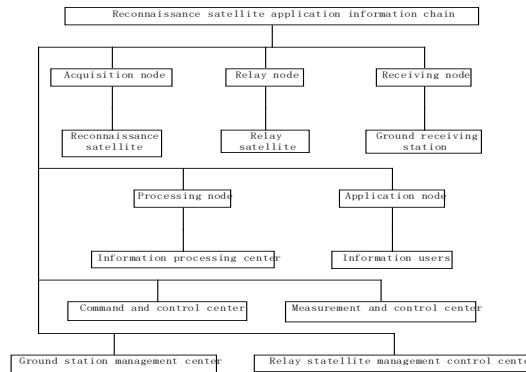 Reconnaissance satellite application information chain
Acquisition node
Relay node
Receiving node
Reconnaissance
satellite
Relay
satellite
Ground receiving
station
Processing node
Application node
Information processing center
Information users
Command and control center
Measurement and control center
Ground station management center
Relay statellite management control cente